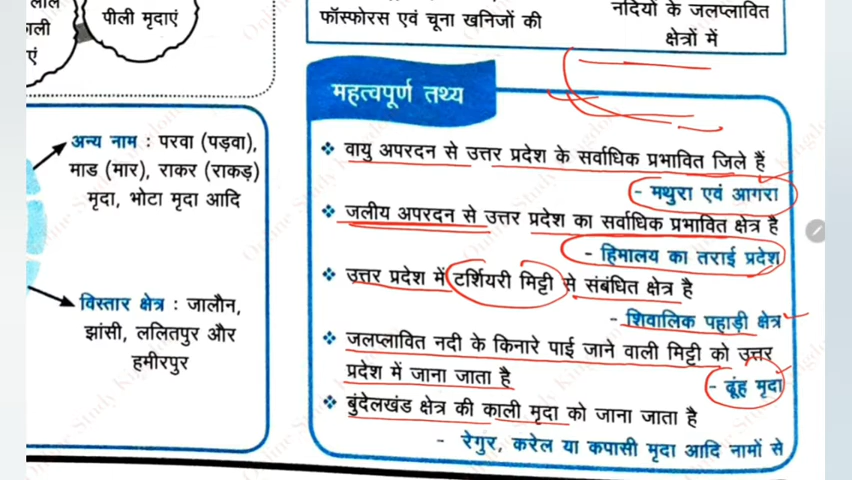 पीली मृदाएं
फॉस्फोरस एवं चूना खनिजों की
नदियों के जलप्लावित
क्षेत्रों में
अन्य नाम : परवा (पड़वा),
माड (मार), राकर (राकड़)
मृदा, भोटा मृदा आदि
विस्तार क्षेत्र : जालौन,
झांसी, ललितपुर और
हमीरपुर
महत्वपूर्ण तथ्य
❖ वायु अपरदन से उत्तर प्रदेश के सर्वाधिक प्रभावित जिले हैं
- मथुरा एवं आगरा
❖ जलीय अपरदन से उत्तर प्रदेश का सर्वाधिक प्रभावित क्षेत्र है
- हिमालय का तराई प्रदेश
❖ उत्तर प्रदेश में टर्शियरी मिट्टी से संबंधित क्षेत्र है
- शिवालिक पहाड़ी क्षेत्र
❖ जलप्लावित नदी के किनारे पाई जाने वाली मिट्टी को उत्तर
प्रदेश में जाना जाता है
- ढूंह मृदा
❖ बुंदेलखंड क्षेत्र की काली मृदा को जाना जाता है
- रेगुर, करेल या कपासी मृदा आदि नामों से